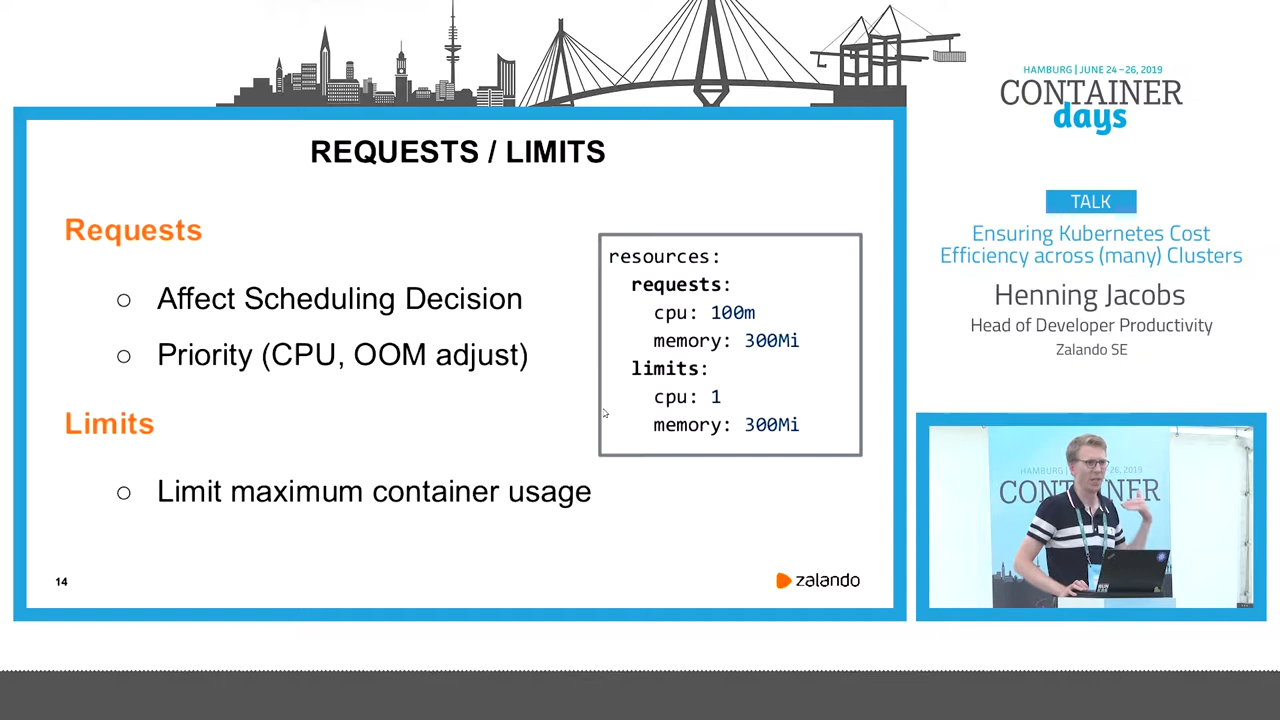 HAMBURG | JUNE 24 – 26, 2019
CONTAINER
days
REQUESTS / LIMITS
Requests
○ Affect Scheduling Decision
○ Priority (CPU, OOM adjust)
Limits
○ Limit maximum container usage
resources:
requests:
cpu: 100m
memory: 300Mi
limits:
cpu: 1
memory: 300Mi
14
zalando
TALK
Ensuring Kubernetes Cost
Efficiency across (many) Clusters
Henning Jacobs
Head of Developer Productivity
Zalando SE